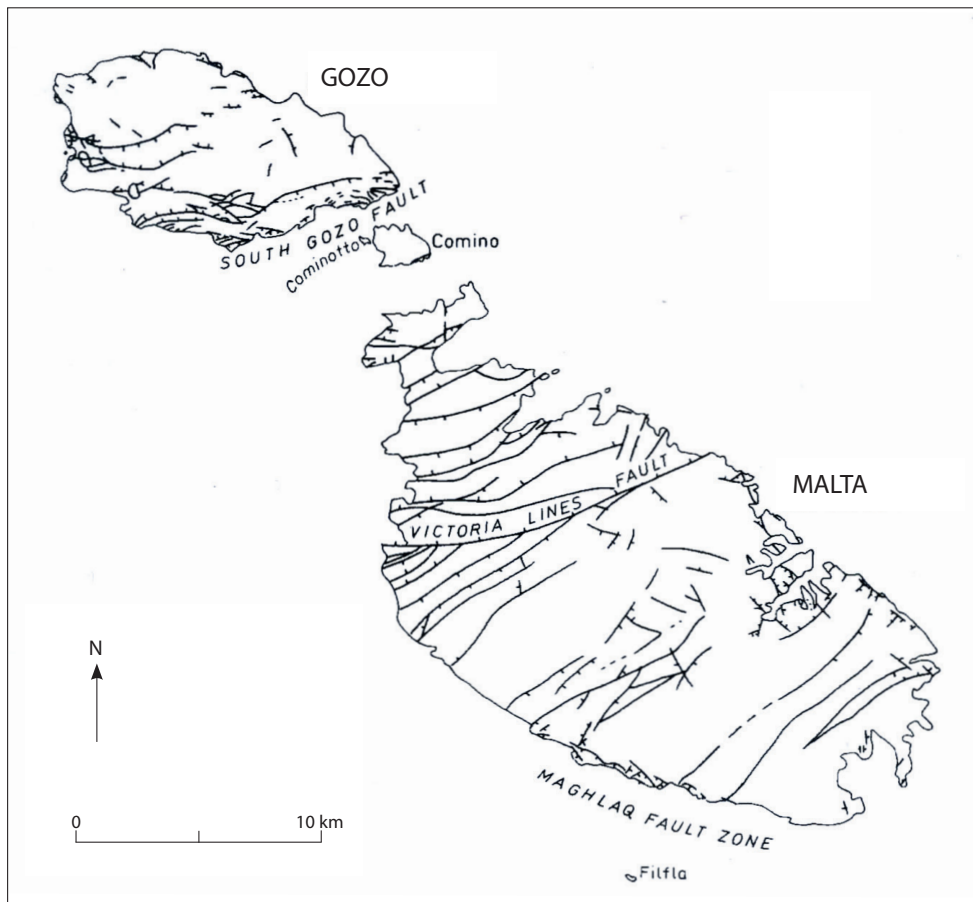 GOZO
SOUTH GOZO FAULT
Cominotto
Comino
VICTORIA LINES FAULT
MALTA
N
0 10 km
MAGHLAQ FAULT ZONE
Filfla